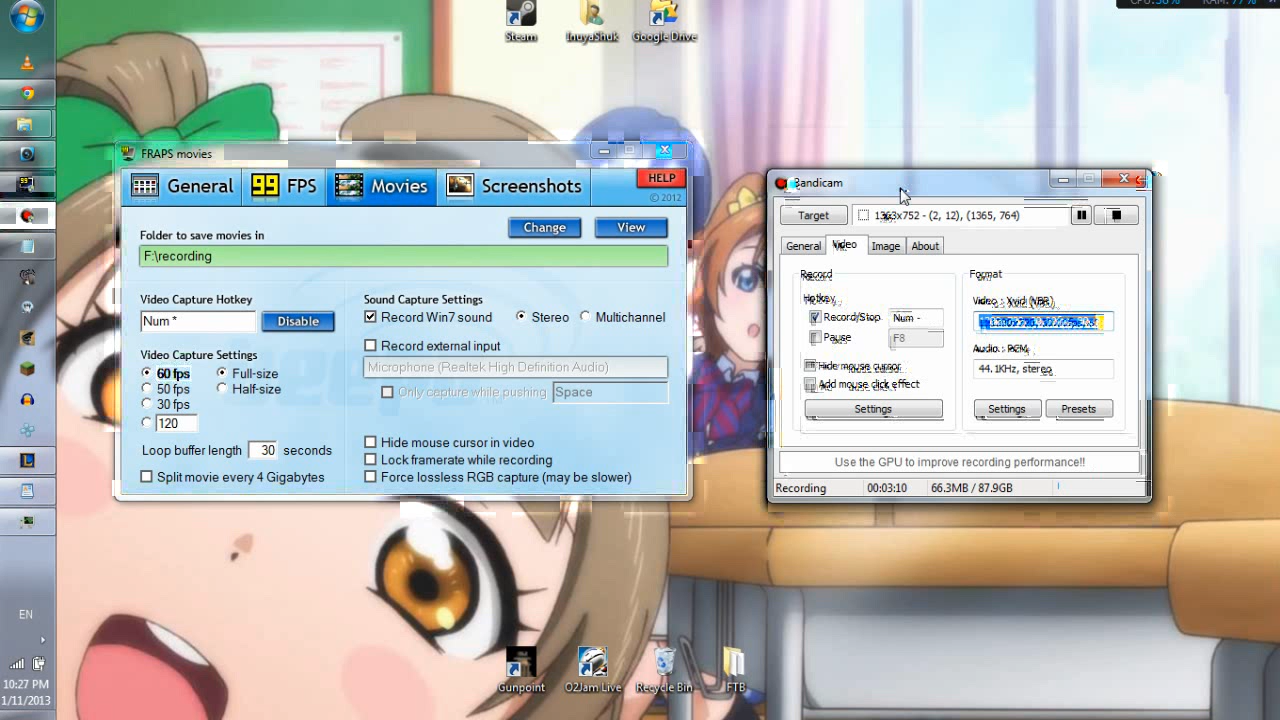 Steam
InuyaShuk
Google Drive
FRAPS movies
General
99
FPS
Movies
Screenshots
HELP
© 2012
Folder to save movies in
Change
View
F:\recording
Video Capture Hotkey
Num *
Disable
Video Capture Settings
60 fps
Full-size
50 fps
Half-size
30 fps
120
Loop buffer length 30 seconds
Split movie every 4 Gigabytes
Sound Capture Settings
Record Win7 sound
Stereo
Multichannel
Record external input
Microphone (Realtek High Definition Audio)
Only capture while pushing
Space
Hide mouse cursor in video
Lock framerate while recording
Force lossless RGB capture (may be slower)
Bandicam
Target
General
Video
Image
About
Record
Hotkey
Record/Stop
Num -
Pause
F8
Hide mouse cursor
Add mouse click effect
Settings
Format
Video - Xvid (VBR)
Audio - PCM
44.1KHz, stereo
Settings
Presets
Use the GPU to improve recording performance!!
Recording
00:03:10
66.3MB / 87.9GB
EN
10:27 PM
1/11/2013
Gunpoint
O2Jam Live
Recycle Bin
FTB